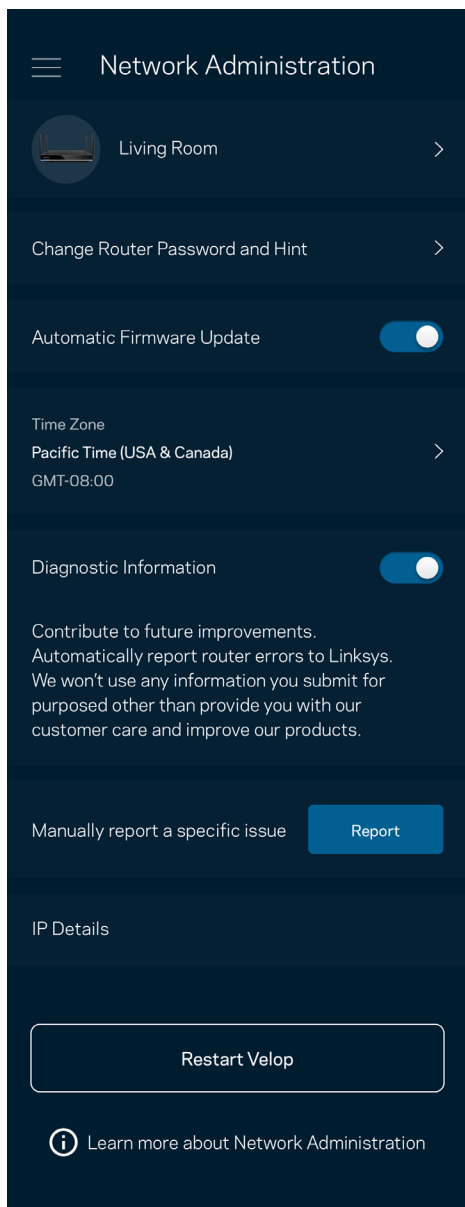 Network Administration
Living Room
Change Router Password and Hint
Automatic Firmware Update
Time Zone
Pacific Time (USA & Canada)
GMT-08:00
Diagnostic Information
Contribute to future improvements.
Automatically report router errors to Linksys.
We won't use any information you submit for
purposed other than provide you with our
customer care and improve our products.
Manually report a specific issue
Report
IP Details
Restart Velop
Learn more about Network Administration